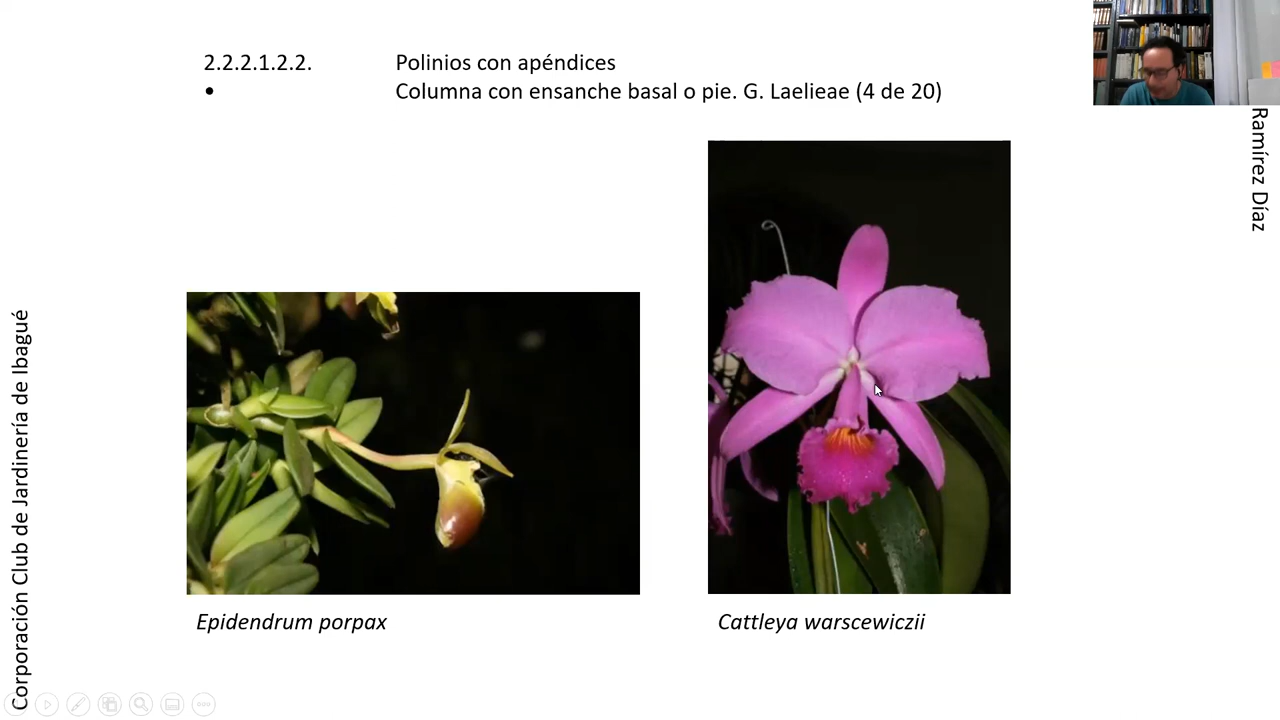 2.2.2.1.2.2. Polinios con apéndices
• Columna con ensanche basal o pie. G. Laelieae (4 de 20)
Ramírez Díaz
Corporación Club de Jardinería de Ibagué
Epidendrum porpax
Cattleya warscewiczii